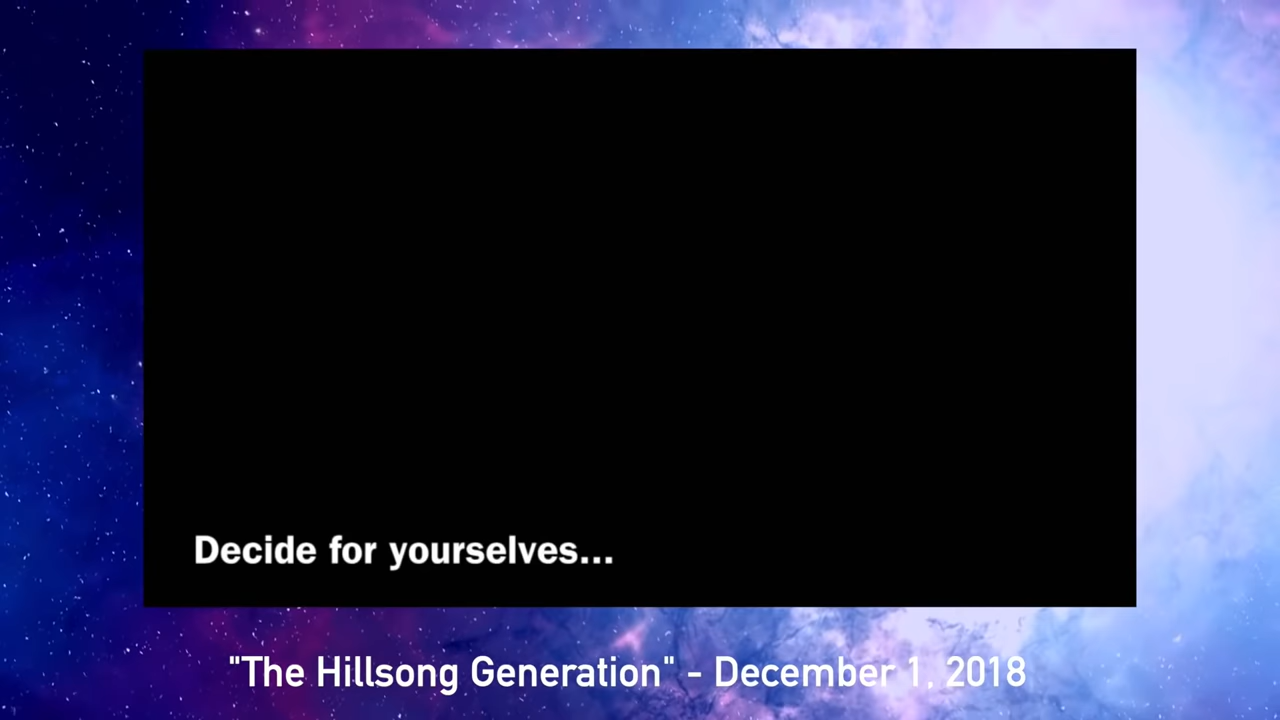 Decide for yourselves...
"The Hillsong Generation" - December 1, 2018